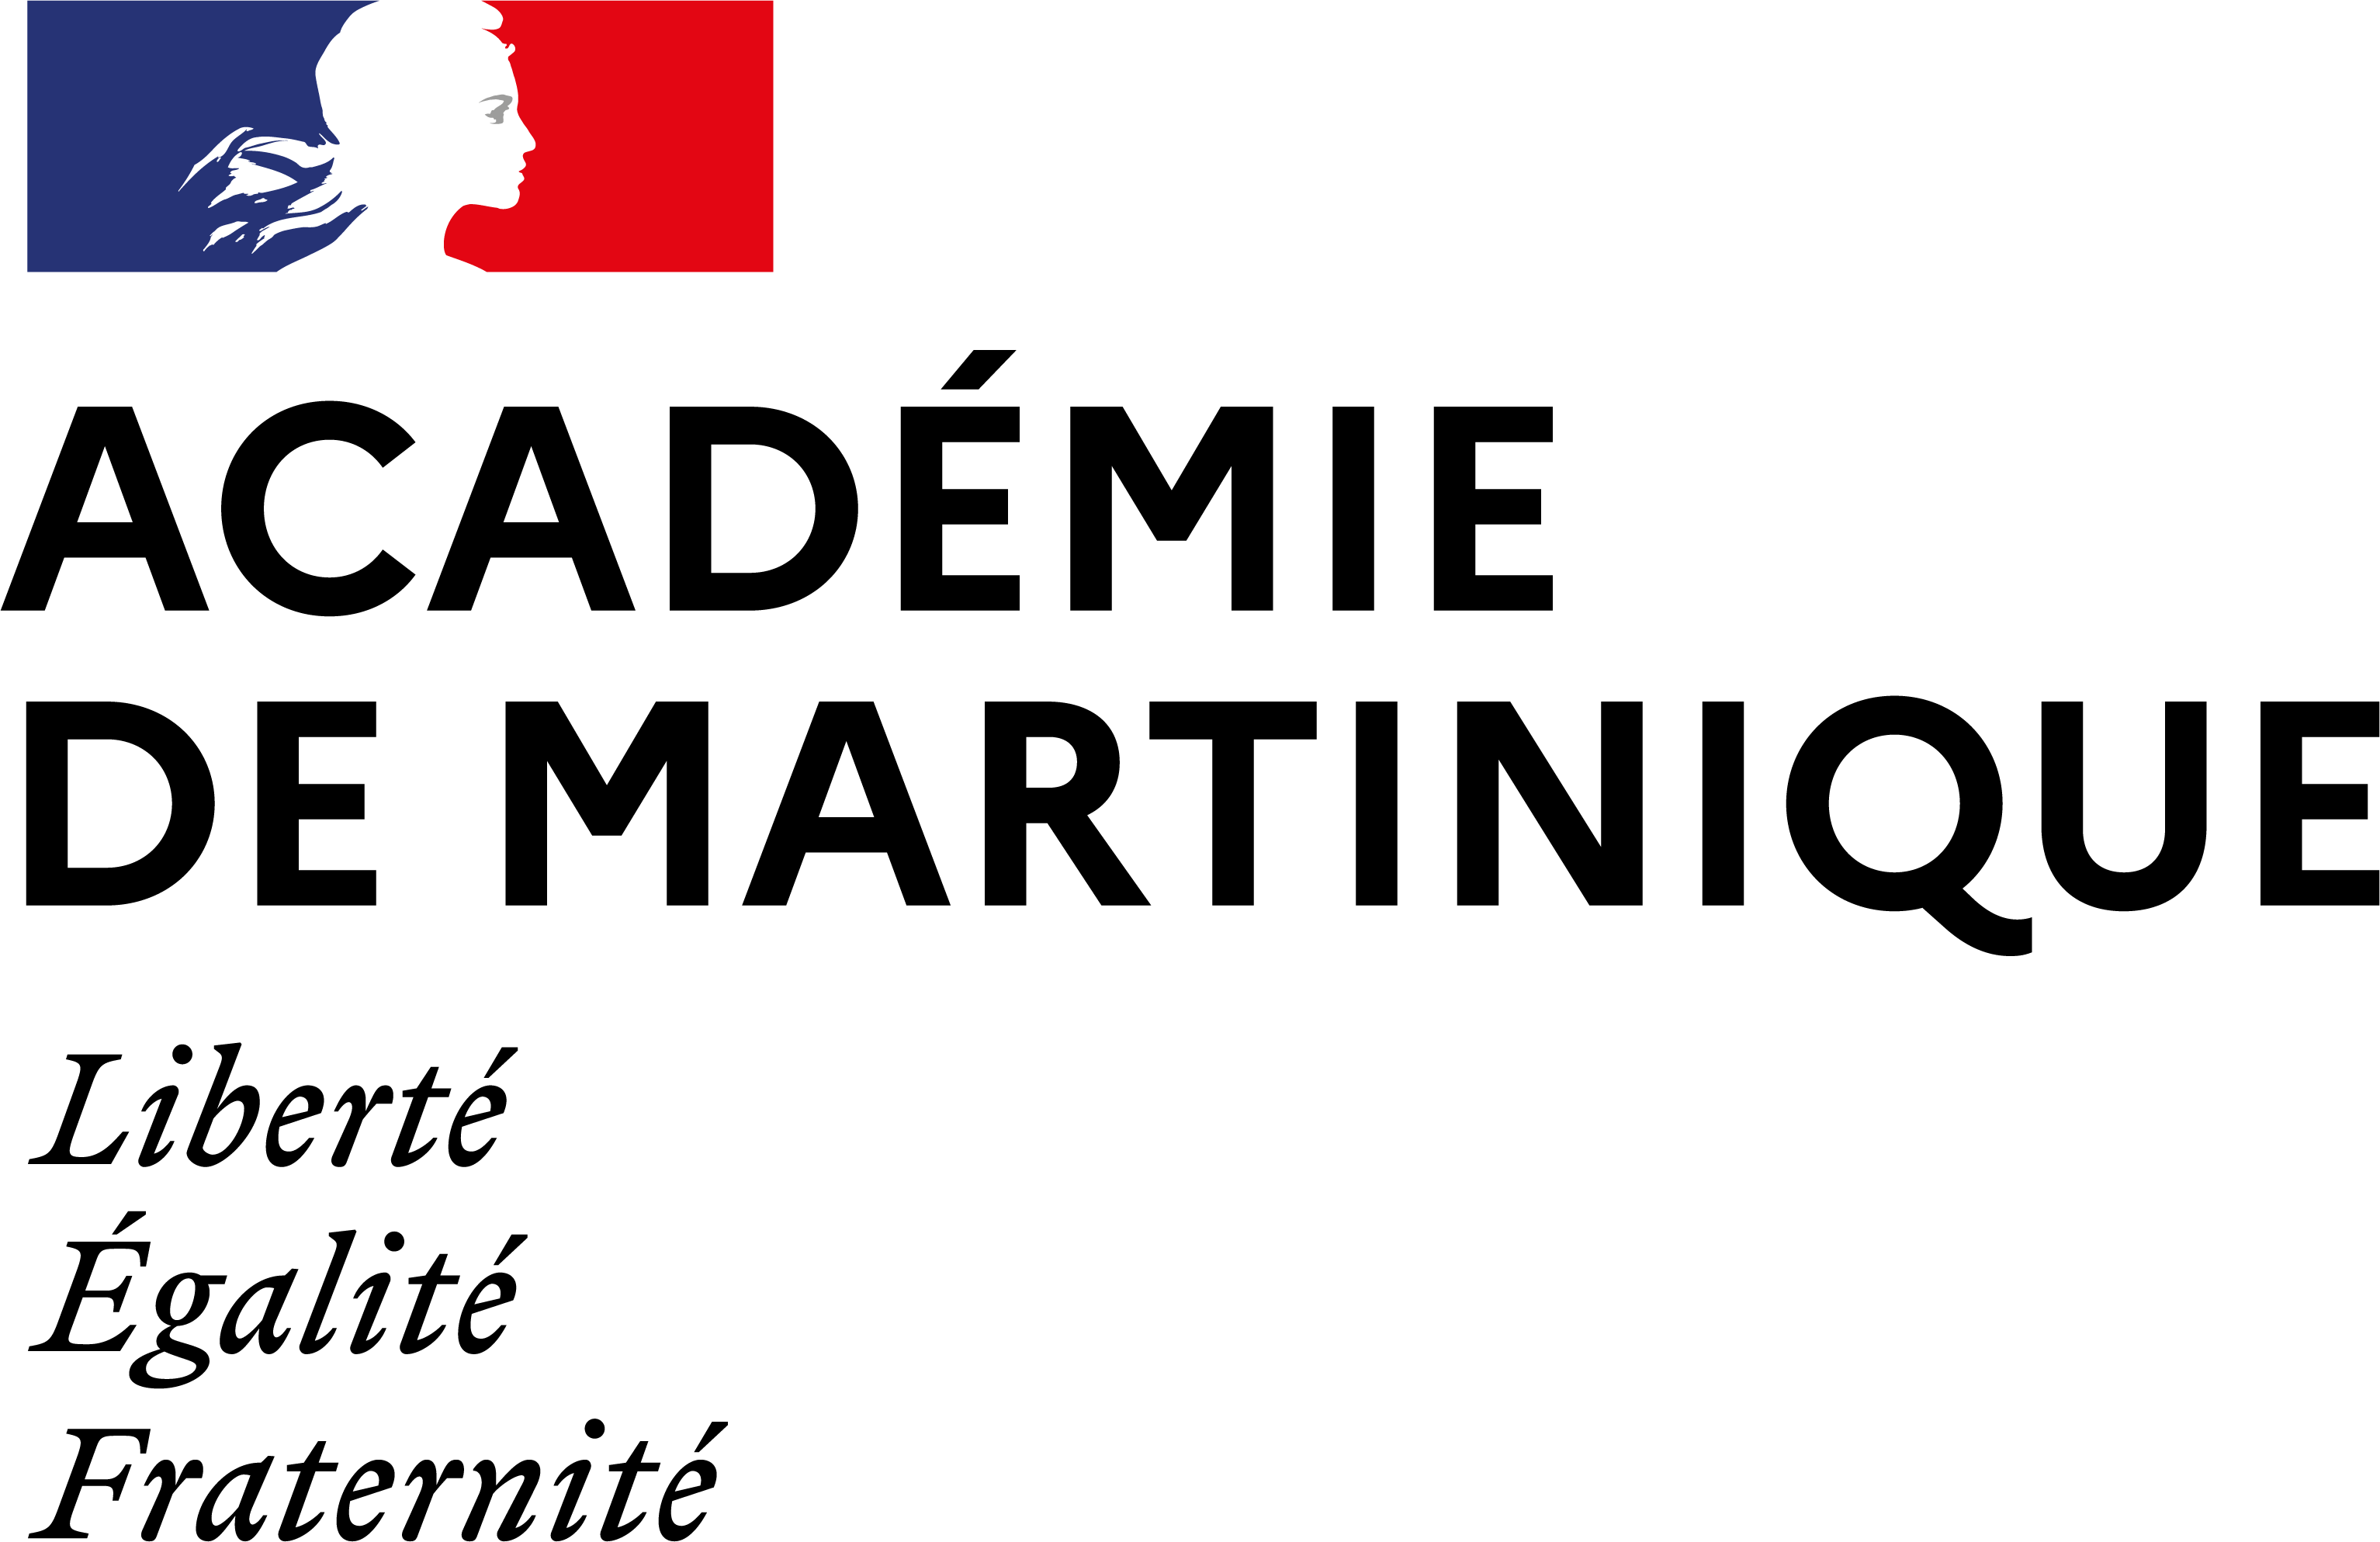 ACADÉMIE
DE MARTINIQUE
Liberté
Égalité
Fraternité